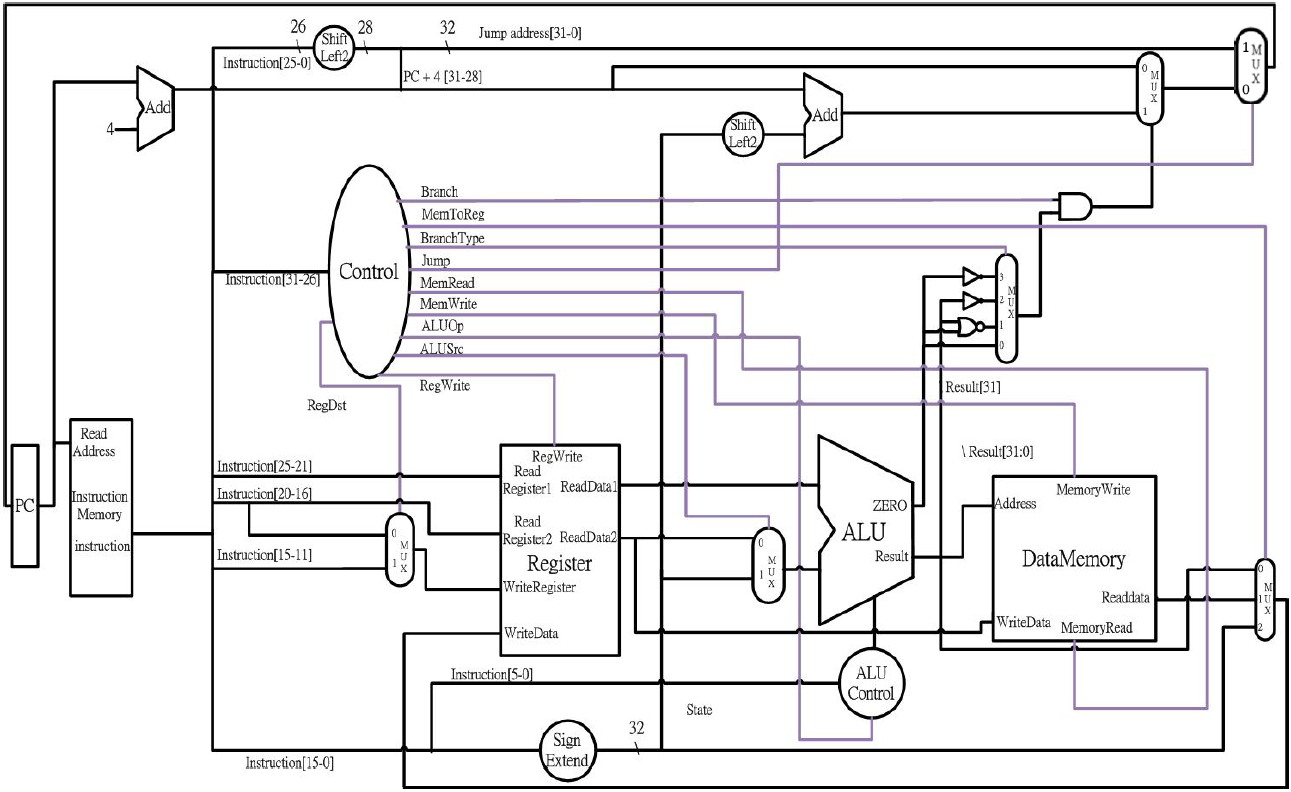 26
28
32
Jump address[31-0]
Shift
Left2
Instruction[25-0]
PC + 4 [31-28]
1
M
U
X
0
0
M
U
X
1
Add
4
Add
Shift
Left2
Branch
MemToReg
BranchType
Jump
MemRead
MemWrite
ALUOp
ALUSrc
RegWrite
RegDst
Control
Instruction[31-26]
3
M
2
U
X
1
0
Result[31]
\ Result[31:0]
PC
Read
Address
Instruction
Memory
instruction
Instruction[25-21]
Instruction[20-16]
Instruction[15-11]
0
M
U
1
X
RegWrite
Read
Register1
ReadData1
Read
Register2
ReadData2
Register
WriteRegister
WriteData
0
M
U
1
X
ZERO
ALU
Result
MemoryWrite
Address
DataMemory
Readdata
WriteData
MemoryRead
0
M
1
U
X
2
Instruction[5-0]
ALU
Control
State
Sign
Extend
32
Instruction[15-0]